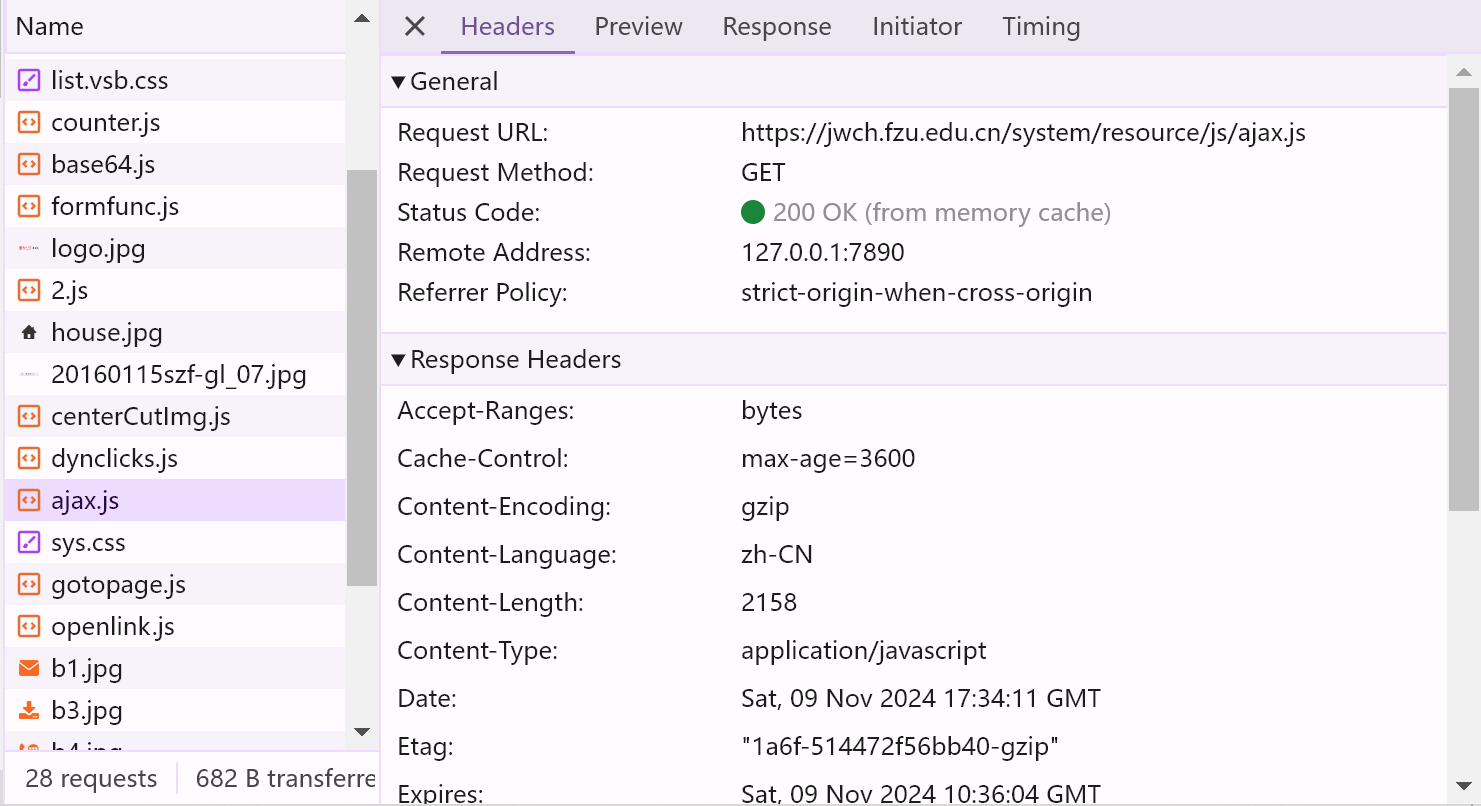 Name
list.vsb.css
counter.js
base64.js
formfunc.js
logo.jpg
2.js
house.jpg
20160115szf-gl_07.jpg
centerCutImg.js
dynclicks.js
ajax.js
sys.css
gotopage.js
openlink.js
b1.jpg
b3.jpg
b4.jpg
28 requests
682 B transferre
Headers Preview Response Initiator Timing
General
Request URL: https://jwch.fzu.edu.cn/system/resource/js/ajax.js
Request Method: GET
Status Code: 200 OK (from memory cache)
Remote Address: 127.0.0.1:7890
Referrer Policy: strict-origin-when-cross-origin
Response Headers
Accept-Ranges: bytes
Cache-Control: max-age=3600
Content-Encoding: gzip
Content-Language: zh-CN
Content-Length: 2158
Content-Type: application/javascript
Date: Sat, 09 Nov 2024 17:34:11 GMT
Etag: "1a6f-514472f56bb40-gzip"
Expires: Sat, 09 Nov 2024 10:36:04 GMT